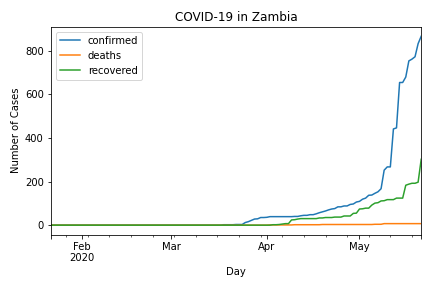 COVID-19 in Zambia
confirmed
deaths
recovered
Number of Cases
800
600
400
200
0
Feb
2020
Mar
Apr
May
Day